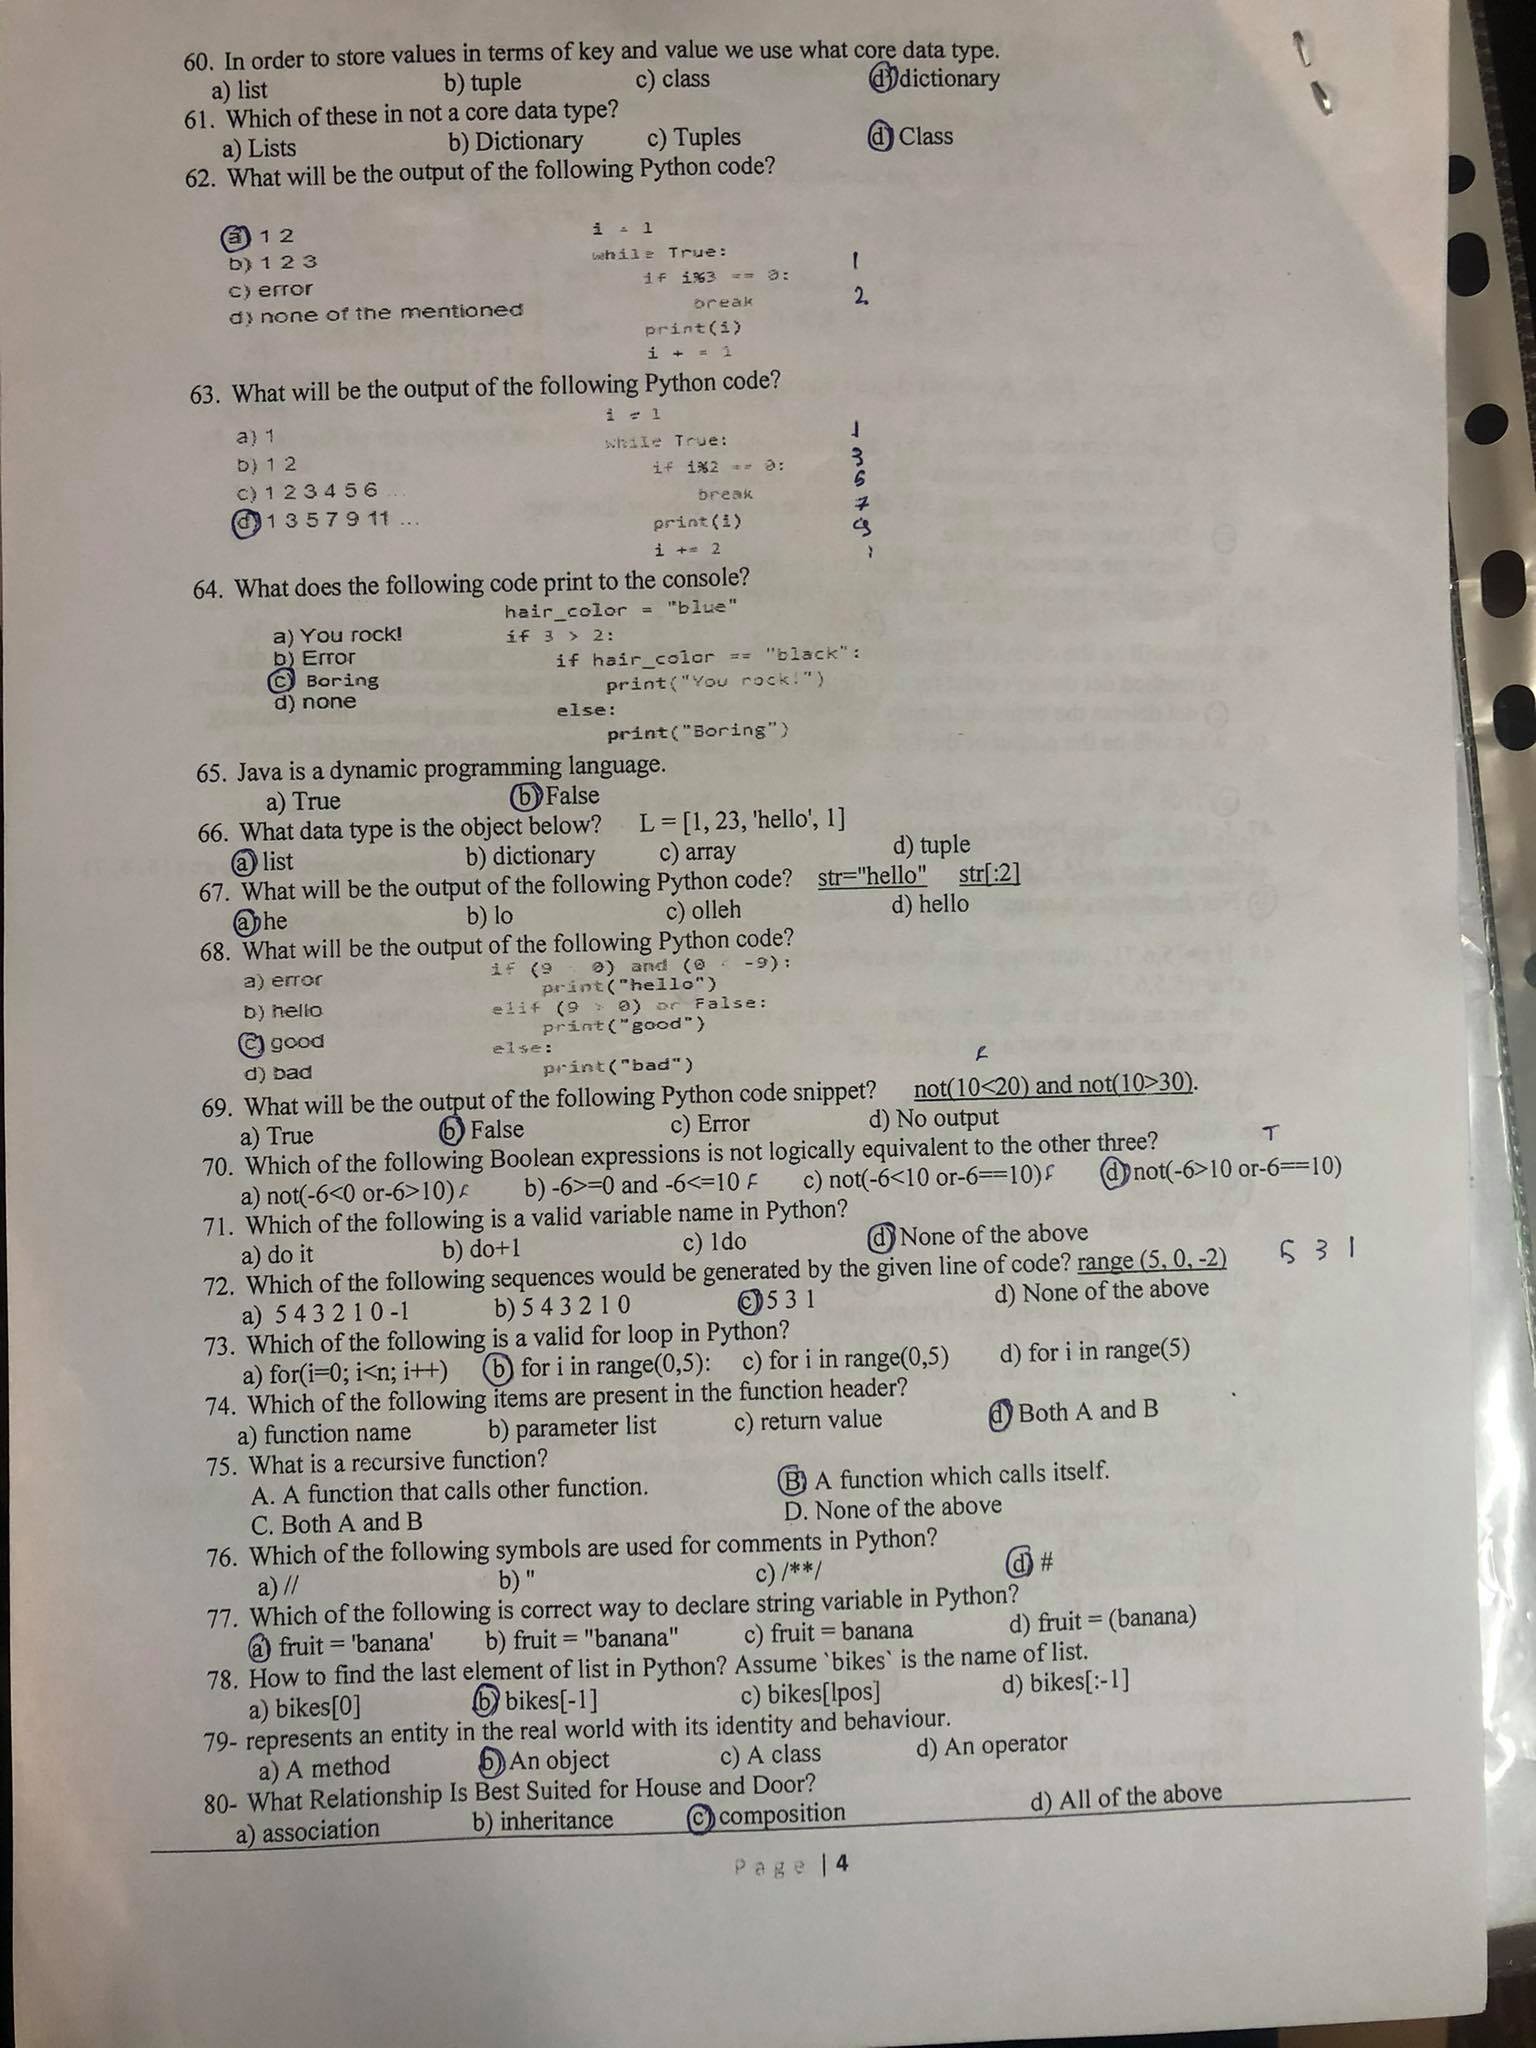 60. In order to store values in terms of key and value we use what core data type.
a) list b) tuple c) class d) dictionary
61. Which of these in not a core data type?
a) Lists b) Dictionary c) Tuples d) Class
62. What will be the output of the following Python code?
a) 1 2
b) 1 2 3
c) error
d) none of the mentioned
i = 1
while True:
if i%3 == 0:
break
print(i)
i + = 1
1
2
63. What will be the output of the following Python code?
a) 1
b) 1 2
c) 1 2 3 4 5 6 ...
d) 1 3 5 7 9 11 ...
i = 1
while True:
if i%2 == 0:
break
print(i)
i += 2
1
3
5
7
9
64. What does the following code print to the console?
a) You rock!
b) Error
c) Boring
d) none
hair_color = "blue"
if 3 > 2:
if hair_color == "black":
print("You rock!")
else:
print("Boring")
65. Java is a dynamic programming language.
a) True b) False
66. What data type is the object below? L = [1, 23, 'hello', 1]
a) list b) dictionary c) array d) tuple
67. What will be the output of the following Python code? str="hello" str[:2]
a) he b) lo c) olleh d) hello
68. What will be the output of the following Python code?
a) error
b) hello
c) good
d) bad
if (9 0) and (0 < -9):
print("hello")
elif (9 > 0) or False:
print("good")
else:
print("bad")
F
69. What will be the output of the following Python code snippet? not(10<20) and not(10>30).
a) True b) False c) Error d) No output
70. Which of the following Boolean expressions is not logically equivalent to the other three? T
a) not(-6<0 or-6>10) F b) -6>=0 and -6<=10 F c) not(-6<10 or-6==10) F d) not(-6>10 or-6==10)
71. Which of the following is a valid variable name in Python?
a) do it b) do+1 c) 1do d) None of the above
72. Which of the following sequences would be generated by the given line of code? range (5, 0, -2) 5 3 1
a) 5 4 3 2 1 0 -1 b) 5 4 3 2 1 0 c) 5 3 1 d) None of the above
73. Which of the following is a valid for loop in Python?
a) for(i=0; i<n; i++) b) for i in range(0,5): c) for i in range(0,5) d) for i in range(5)
74. Which of the following items are present in the function header?
a) function name b) parameter list c) return value d) Both A and B
75. What is a recursive function?
A. A function that calls other function. B. A function which calls itself.
C. Both A and B D. None of the above
76. Which of the following symbols are used for comments in Python?
a) // b) " c) /**/ d) #
77. Which of the following is correct way to declare string variable in Python?
a) fruit = 'banana' b) fruit = "banana" c) fruit = banana d) fruit = (banana)
78. How to find the last element of list in Python? Assume `bikes` is the name of list.
a) bikes[0] b) bikes[-1] c) bikes[lpos] d) bikes[:-1]
79- represents an entity in the real world with its identity and behaviour.
a) A method b) An object c) A class d) An operator
80- What Relationship Is Best Suited for House and Door?
a) association b) inheritance c) composition d) All of the above
Page | 4